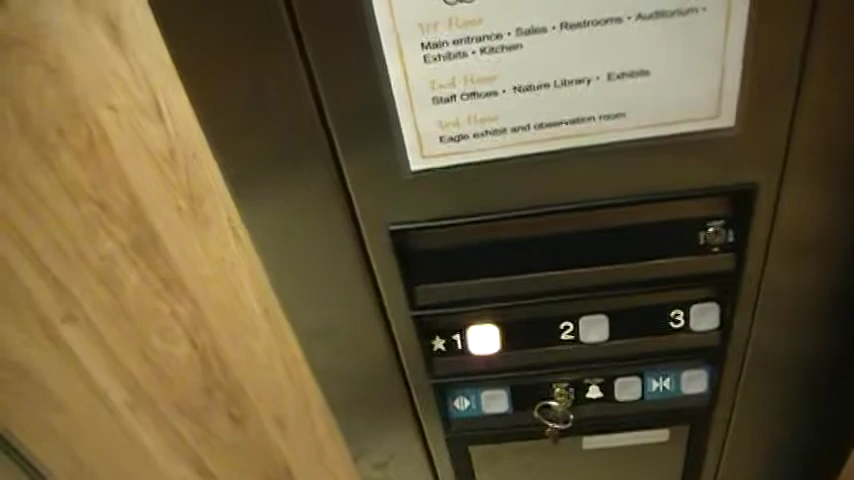 1st Floor
Main entrance • Sales • Restrooms • Auditorium •
Exhibits • Kitchen
2nd Floor
Staff Offices • Nature Library • Exhibits
3rd Floor
Eagle exhibit and observation room
★1 2 3